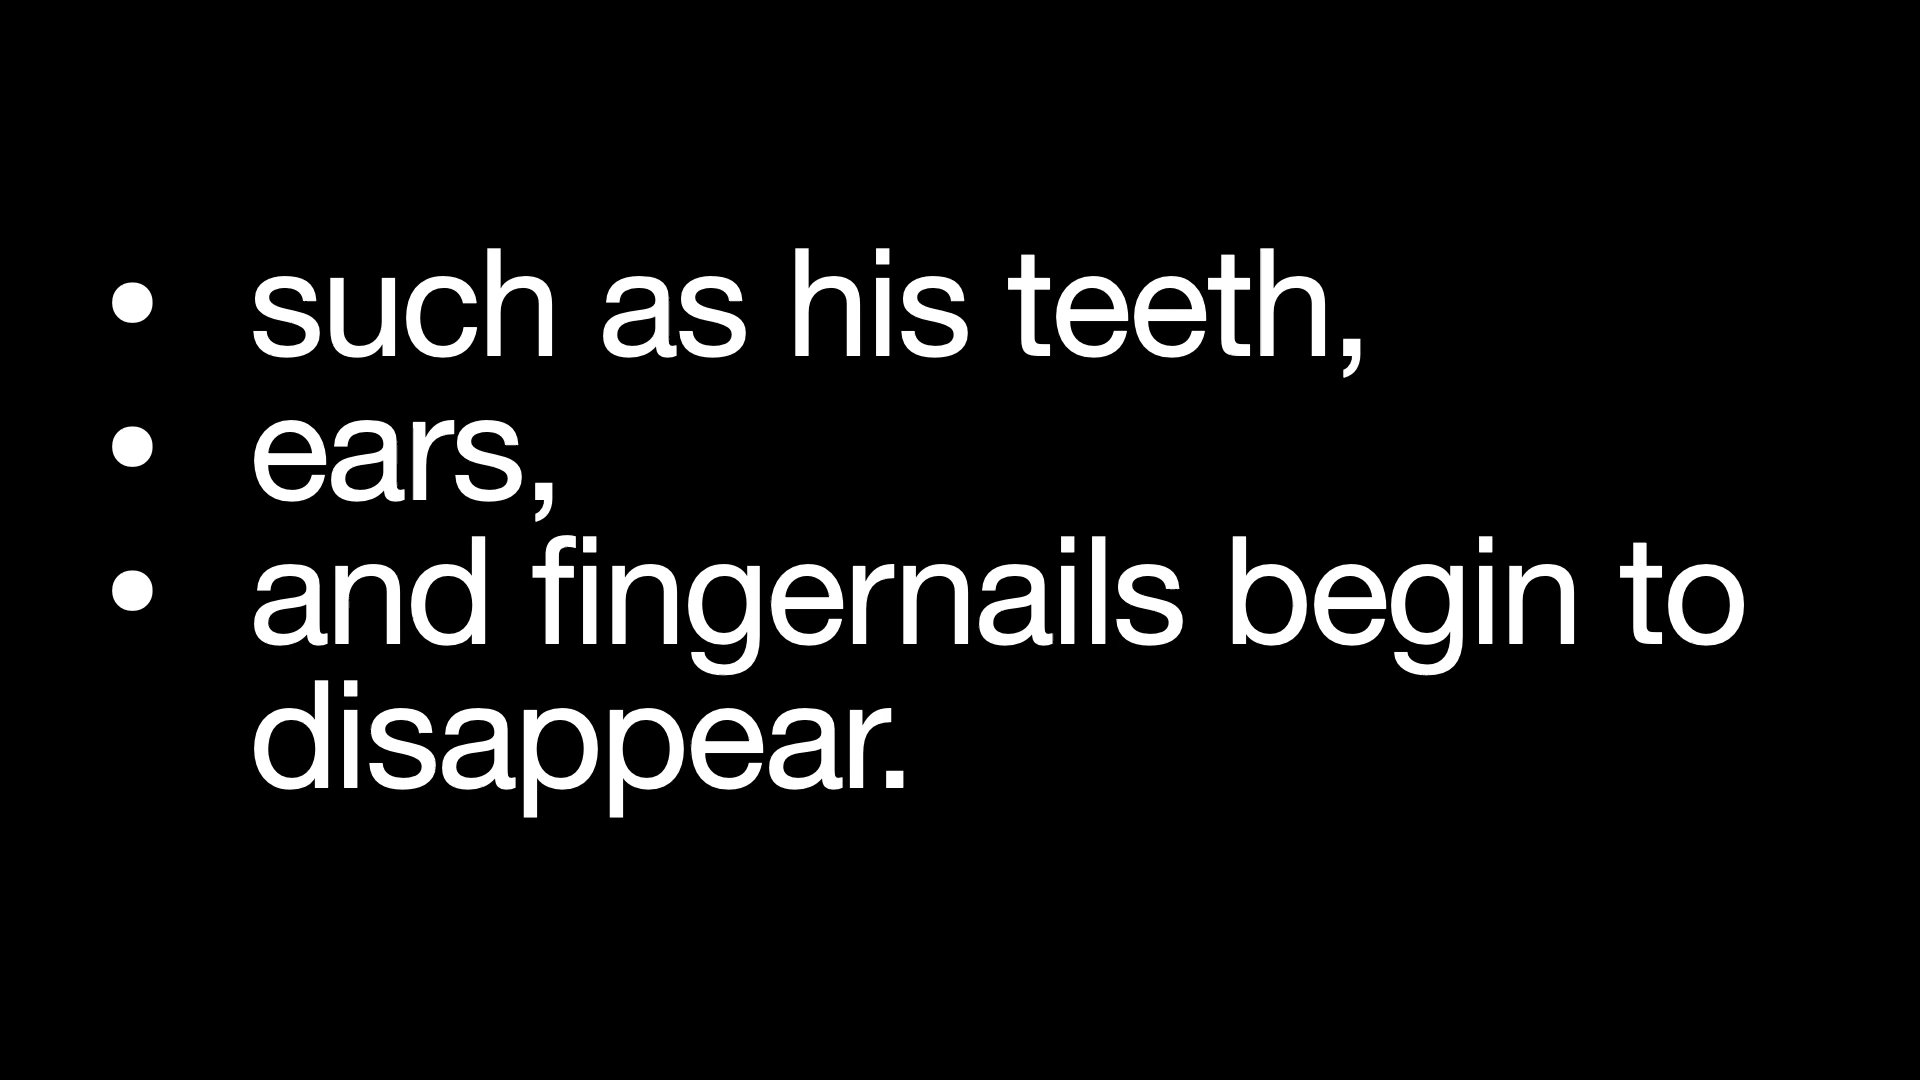 • such as his teeth,
• ears,
• and fingernails begin to
disappear.